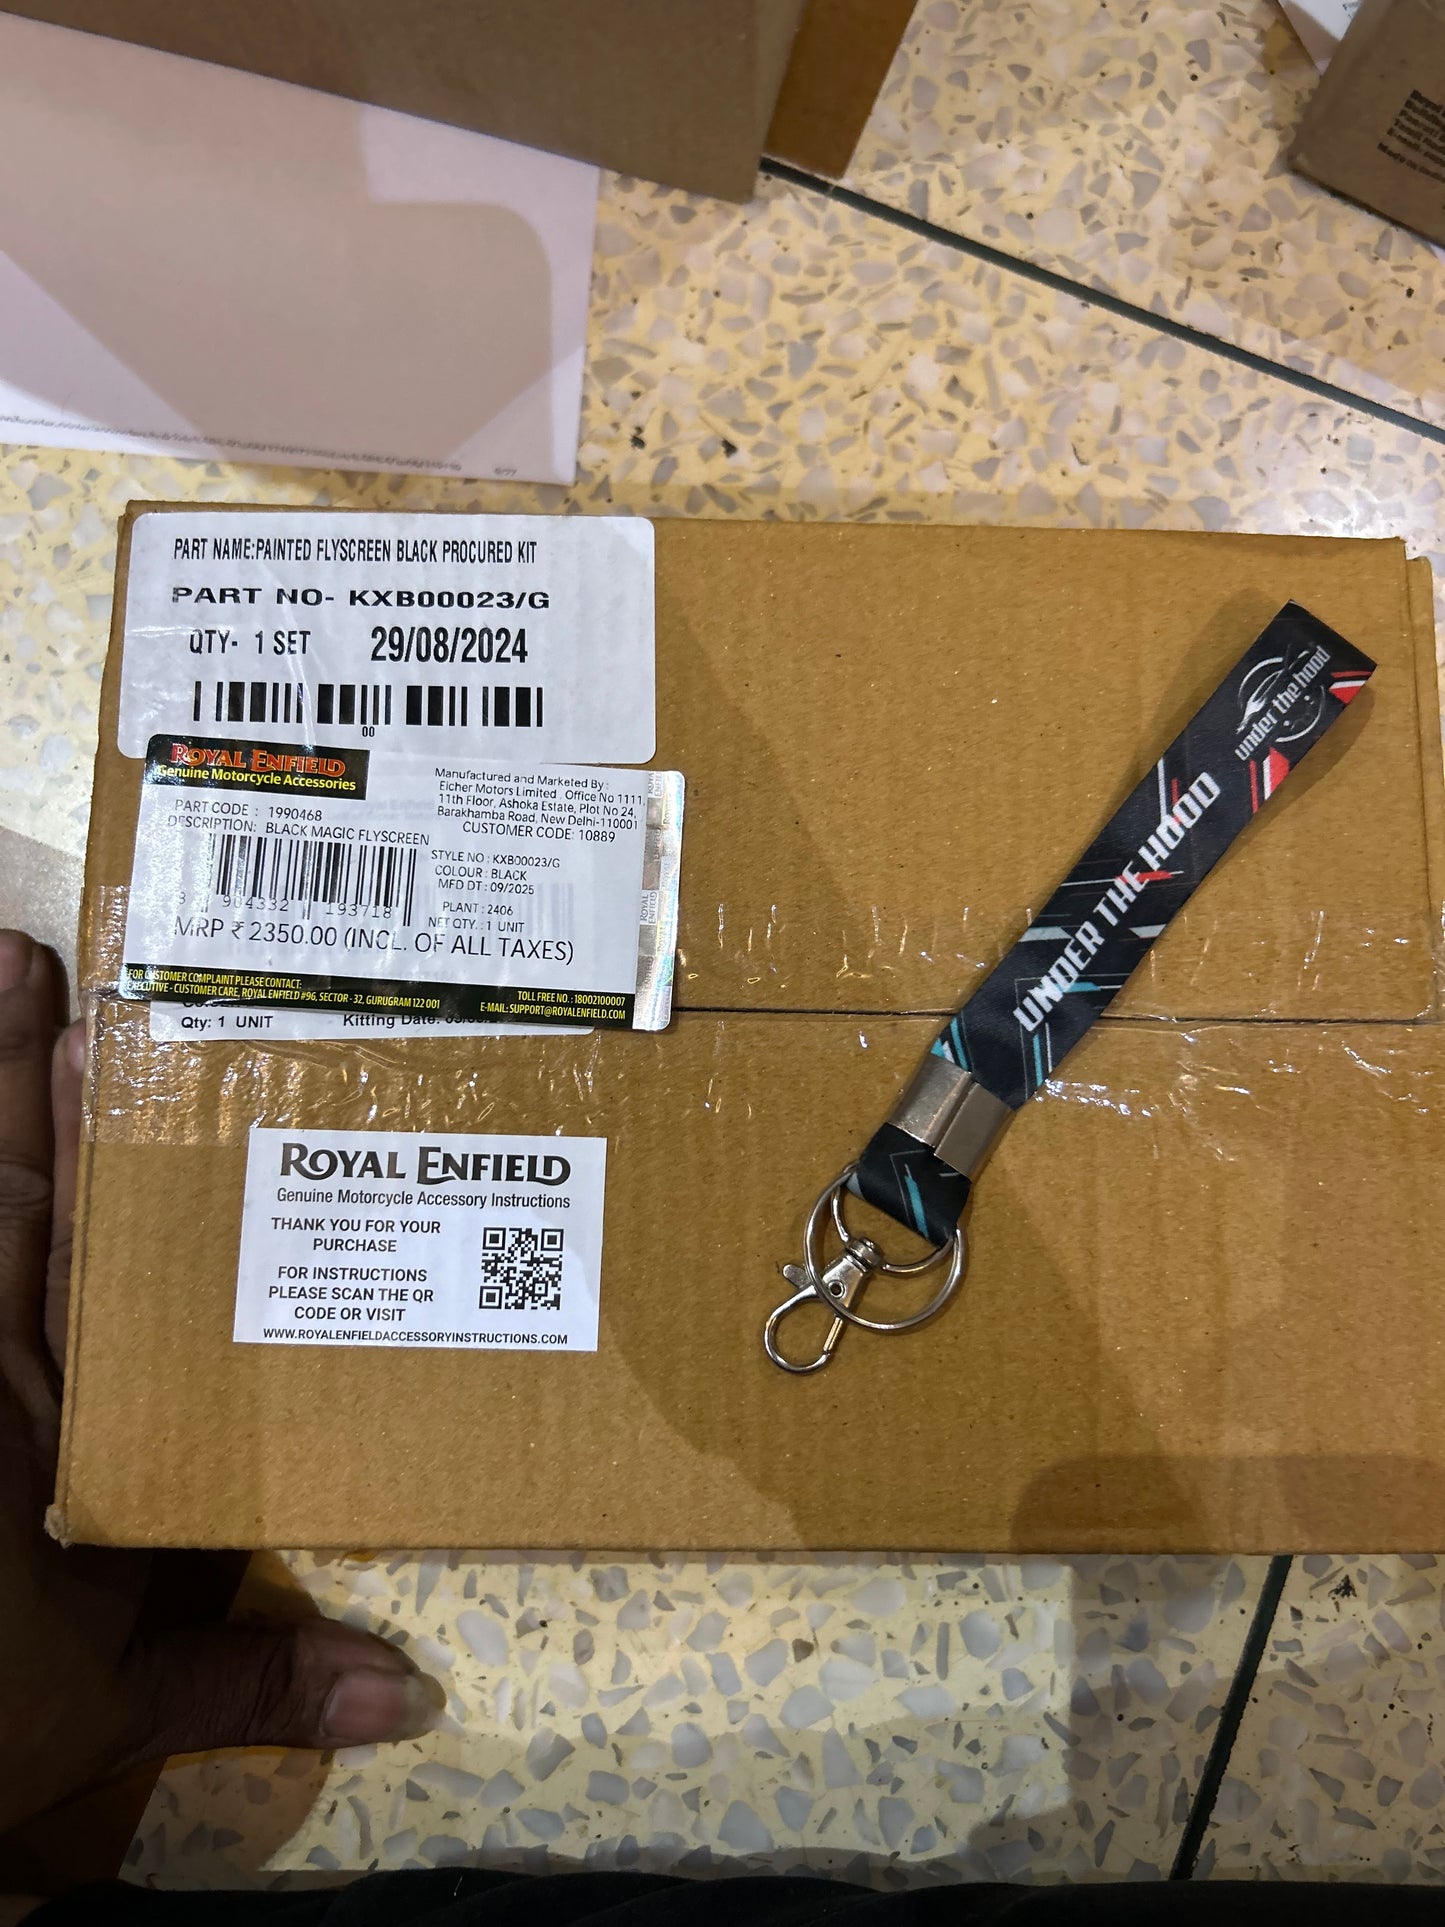 PART NAME:PAINTED FLYSCREEN BLACK PROCURED KIT
PART NO- KXB00023/G
QTY- 1 SET 29/08/2024
00
ROYAL ENFIELD
Genuine Motorcycle Accessories
Manufactured and Marketed By :
Eicher Motors Limited . Office No 1111,
11th Floor, Ashoka Estate, Plot No 24,
Barakhamba Road, New Delhi-110001
CUSTOMER CODE: 10889
PART CODE : 1990468
DESCRIPTION: BLACK MAGIC FLYSCREEN
STYLE NO : KXB00023/G
COLOUR : BLACK
MFD DT : 09/2025
PLANT : 2406
NET QTY. : 1 UNIT
8 904332 193718
MRP ₹ 2350.00 (INCL. OF ALL TAXES)
FOR CUSTOMER COMPLAINT PLEASE CONTACT:
EXECUTIVE - CUSTOMER CARE, ROYAL ENFIELD #96, SECTOR - 32, GURUGRAM 122 001
TOLL FREE NO. : 18002100007
E-MAIL: SUPPORT@ROYALENFIELD.COM
Qty: 1 UNIT Kitting Date:
ROYAL ENFIELD
Genuine Motorcycle Accessory Instructions
THANK YOU FOR YOUR
PURCHASE
FOR INSTRUCTIONS
PLEASE SCAN THE QR
CODE OR VISIT
WWW.ROYALENFIELDACCESSORYINSTRUCTIONS.COM
under the hood
UNDER THE HOOD